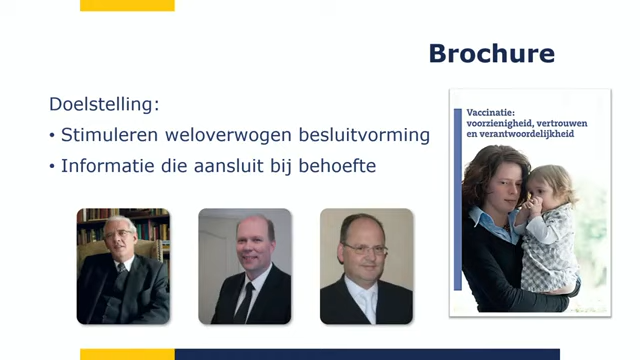 Brochure
Doelstelling:
• Stimuleren weloverwogen besluitvorming
• Informatie die aansluit bij behoefte
Vaccinatie:
voorzienigheid, vertrouwen
en verantwoordelijkheid